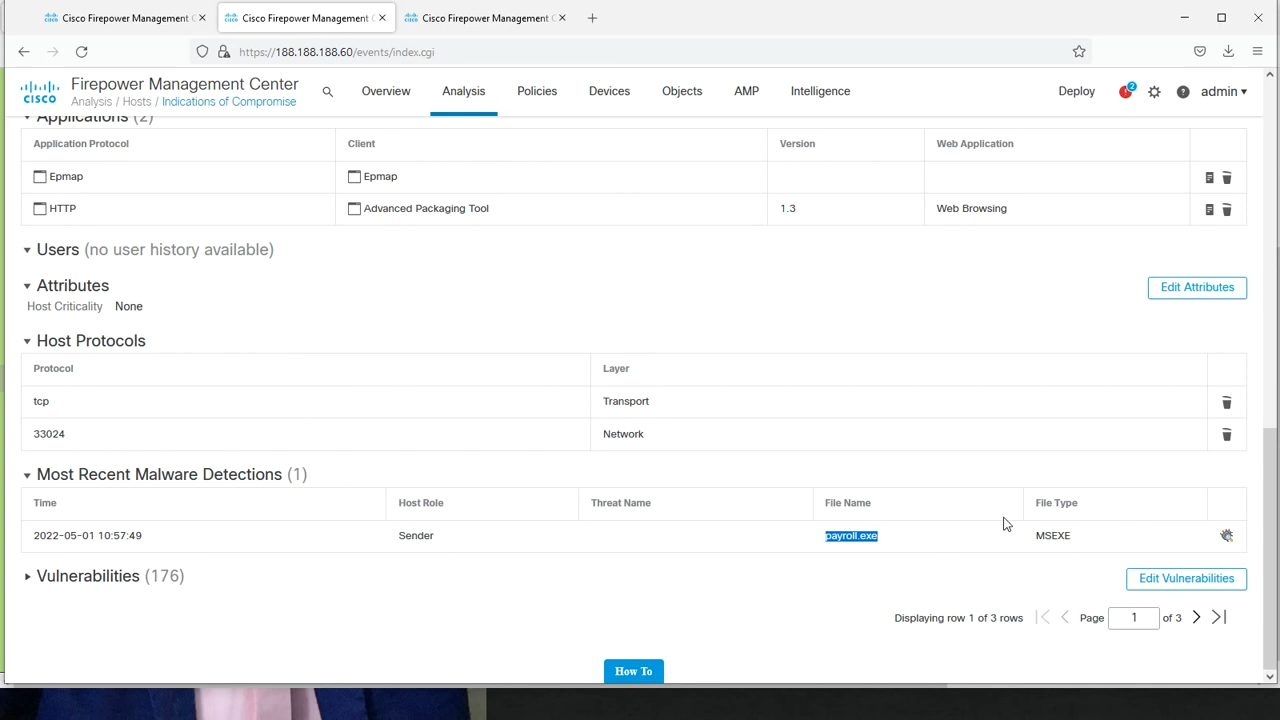 Cisco Firepower Management C
Cisco Firepower Management C
Cisco Firepower Management C
https://188.188.188.60/events/index.cgi
CISCO
Firepower Management Center
Analysis / Hosts / Indications of Compromise
Overview
Analysis
Policies
Devices
Objects
AMP
Intelligence
Deploy
2
admin
Applications (2)
Application Protocol Client Version Web Application
Epmap Epmap
HTTP Advanced Packaging Tool 1.3 Web Browsing
Users (no user history available)
Attributes
Edit Attributes
Host Criticality None
Host Protocols
Protocol Layer
tcp Transport
33024 Network
Most Recent Malware Detections (1)
Time Host Role Threat Name File Name File Type
2022-05-01 10:57:49 Sender payroll.exe MSEXE
Vulnerabilities (176)
Edit Vulnerabilities
Displaying row 1 of 3 rows Page 1 of 3
How To